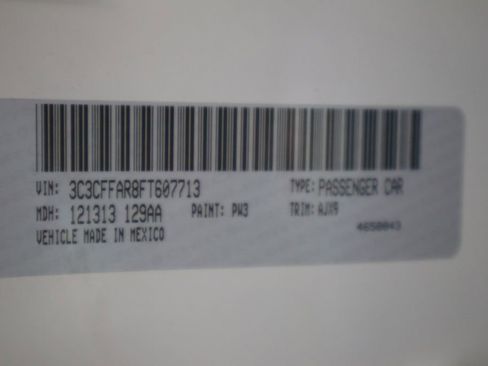 VIN: 3C3CFFAR8FT607713 TYPE: PASSENGER CAR
MDH: 121313 129AA PAINT: PW3 TRIM: AJX9
VEHICLE MADE IN MEXICO 4650043